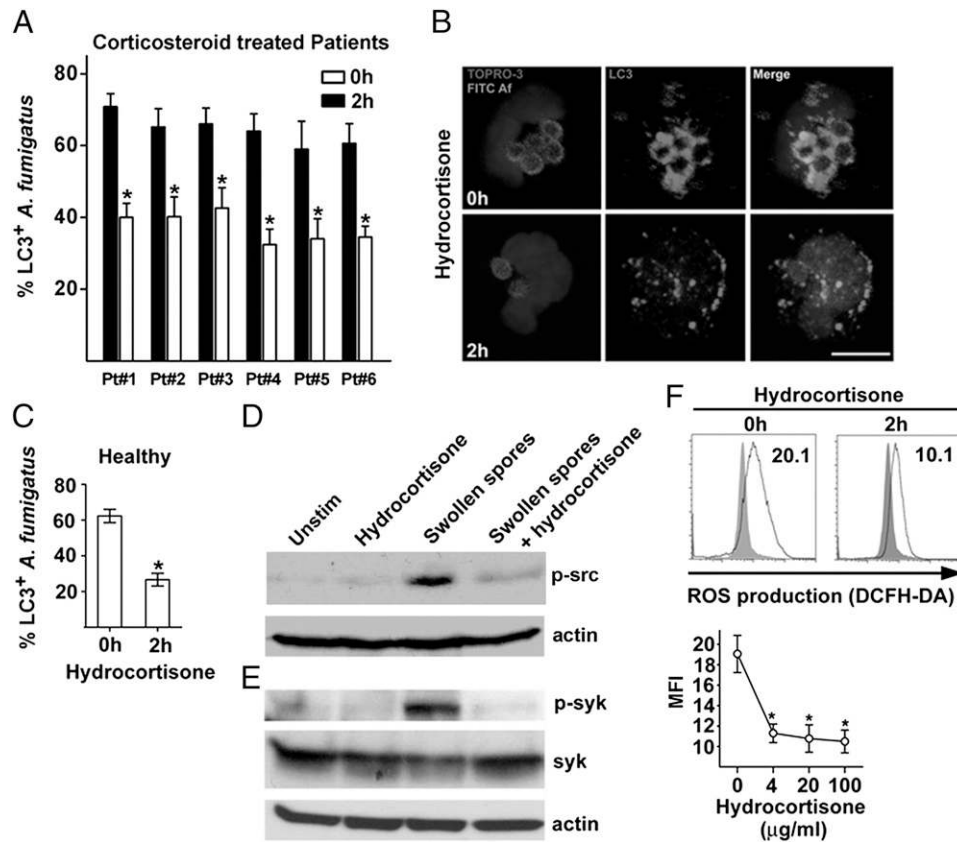 A
Corticosteroid treated Patients
0h
2h
% LC3+ A. fumigatus
80
60
40
20
Pt#1 Pt#2 Pt#3 Pt#4 Pt#5 Pt#6
*
*
*
*
*
*
B
Hydrocortisone
TOPRO-3
FITC Af
LC3
Merge
0h
2h
C
Healthy
% LC3+ A. fumigatus
80
60
40
20
*
0h 2h
Hydrocortisone
D
Unstim
Hydrocortisone
Swollen spores
Swollen spores
+ hydrocortisone
p-src
actin
E
p-syk
syk
actin
F
Hydrocortisone
0h 2h
20.1 10.1
ROS production (DCFH-DA)
MFI
20
18
16
14
12
10
* * *
0 4 20 100
Hydrocortisone
(μg/ml)